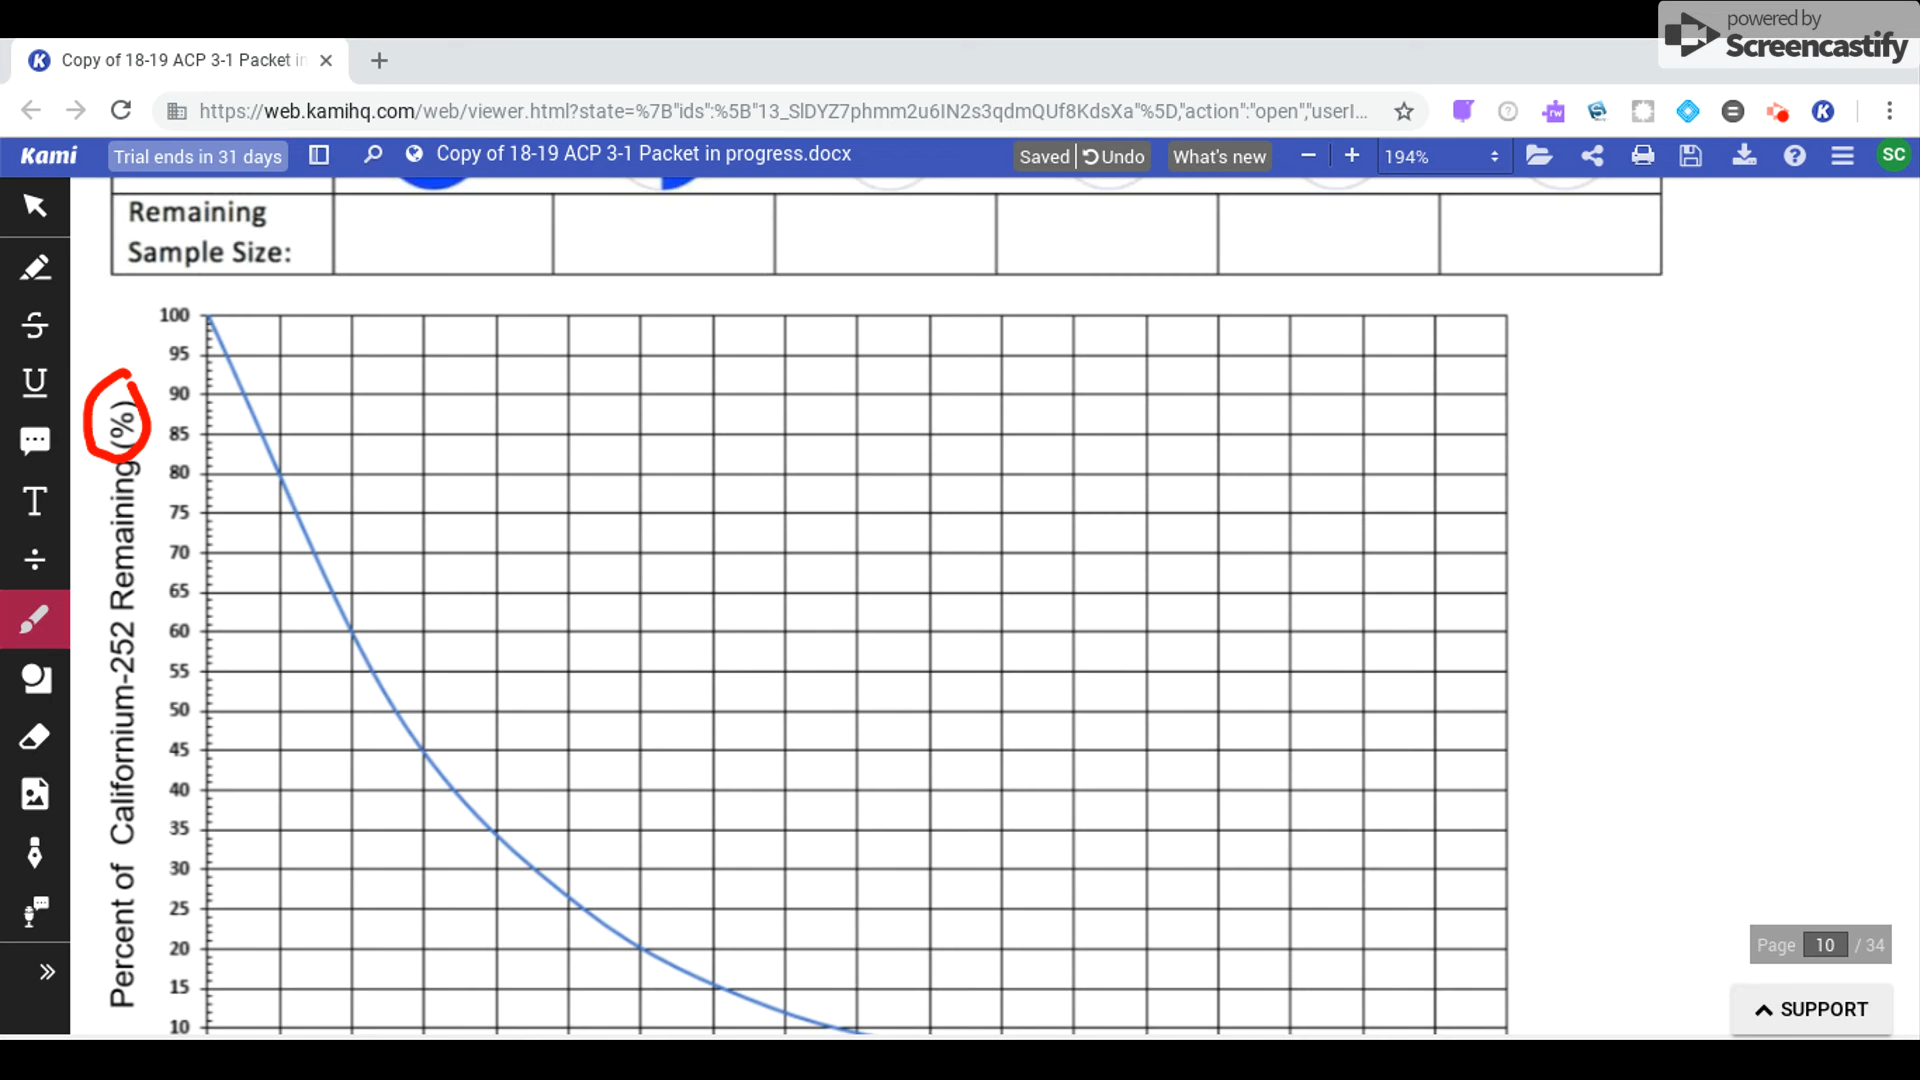 powered by
Screencastify
Copy of 18-19 ACP 3-1 Packet in
https://web.kamihq.com/web/viewer.html?state=%7B"ids":%5B"13_SlDYZ7phmm2u6IN2s3qdmQUf8KdsXa"%5D,"action":"open","userI...
Kami
Trial ends in 31 days
Copy of 18-19 ACP 3-1 Packet in progress.docx
Saved
Undo
What's new
194%
SC
Remaining
Sample Size:
100
95
90
85
80
75
70
65
60
55
50
45
40
35
30
25
20
15
10
Percent of Californium-252 Remaining (%)
Page 10 / 34
SUPPORT